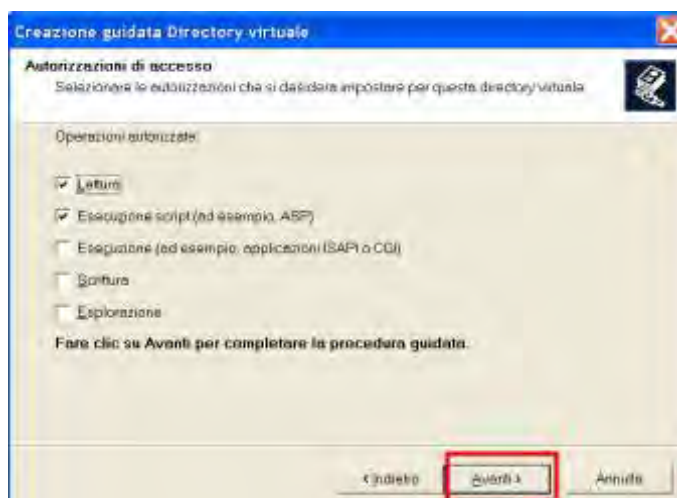 Creazione guidata Directory virtuale
Autorizzazioni di accesso
Selezionare le autorizzazioni che si desidera impostare per questa directory virtuale
Operazioni autorizzate:
Lettura
Esecuzione script (ad esempio, ASP)
Esecuzione (ad esempio, applicazioni ISAPI o CGI)
Scrittura
Esplorazione
Fare clic su Avanti per completare la procedura guidata.
< Indietro Avanti > Annulla